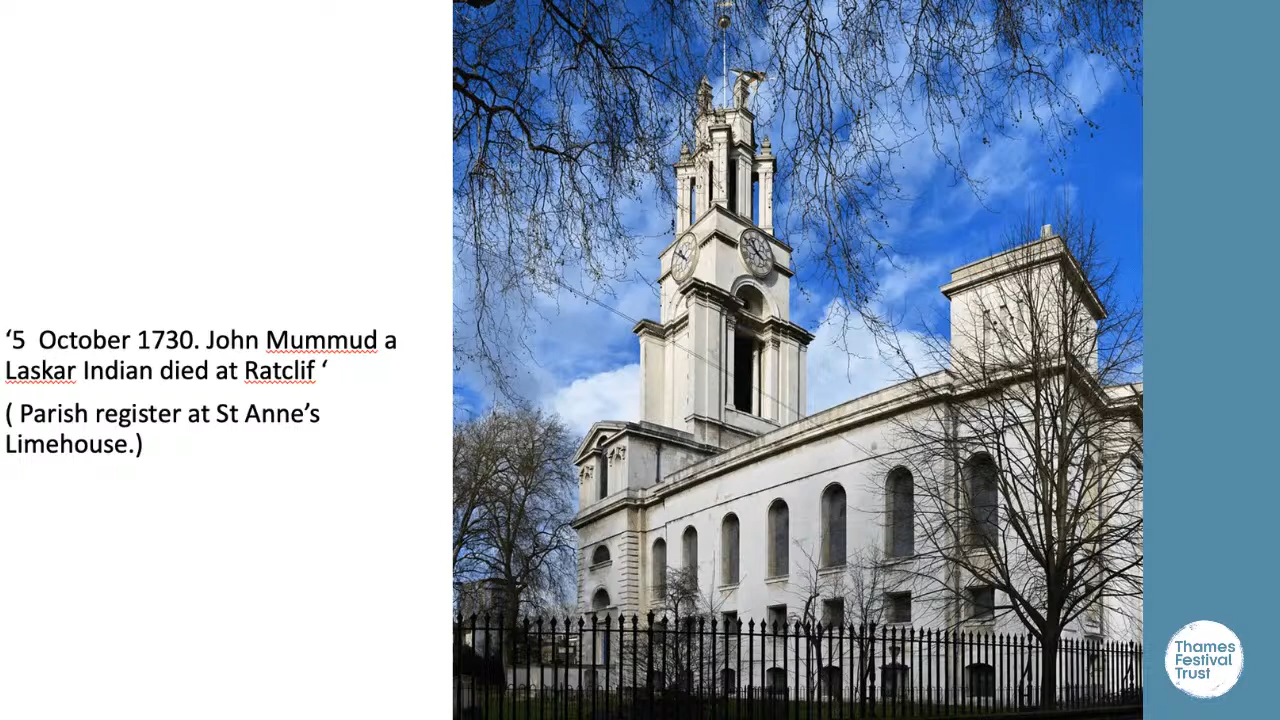 ‘5  October 1730. John Mummud a
Laskar Indian died at Ratclif ‘
( Parish register at St Anne’s
Limehouse.)
Thames
Festival
Trust